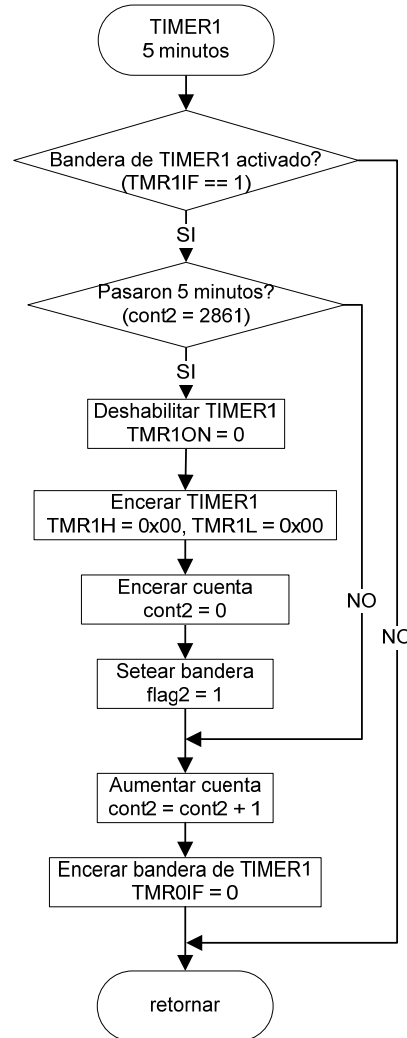 TIMER1
5 minutos
Bandera de TIMER1 activado?
(TMR1IF == 1)
SI
Pasaron 5 minutos?
(cont2 = 2861)
SI
Deshabilitar TIMER1
TMR1ON = 0
Encerar TIMER1
TMR1H = 0x00, TMR1L = 0x00
Encerar cuenta
cont2 = 0
NO
NO
Setear bandera
flag2 = 1
Aumentar cuenta
cont2 = cont2 + 1
Encerar bandera de TIMER1
TMR0IF = 0
retornar